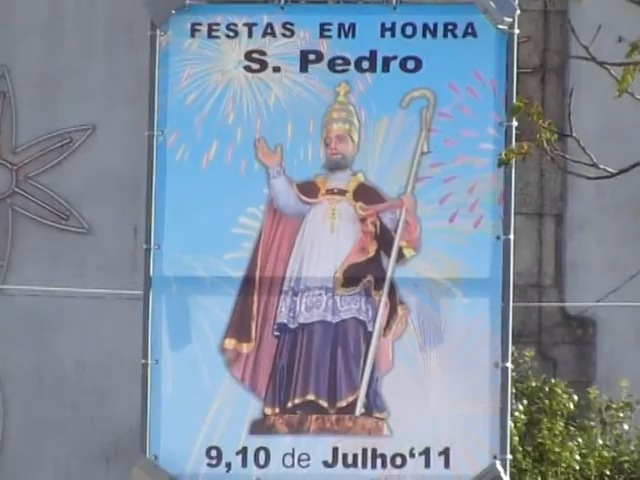 FESTAS EM HONRA
S. Pedro
9,10 de Julho‘11